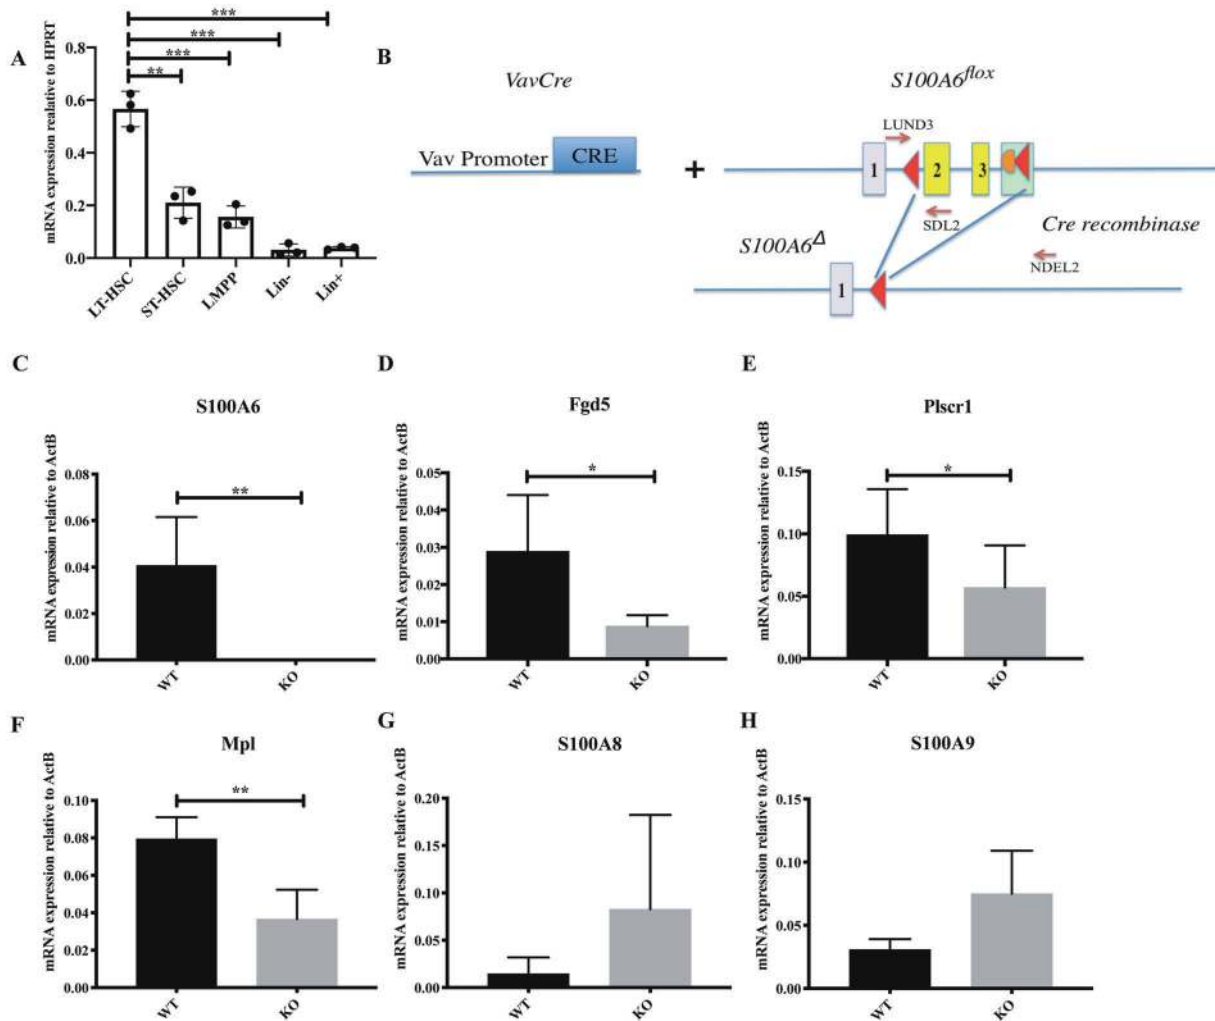 A
mRNA expression realative to HPRT
0.8
0.6
0.4
0.2
0.0
***
***
***
**
LT-HSC
ST-HSC
LMPP
Lin-
Lin+
B
VavCre
S100A6flox
Vav Promoter
CRE
+
LUND3
1
2
3
SDL2
Cre recombinase
S100A6Δ
NDEL2
1
C
S100A6
mRNA expression relative to ActB
0.08
0.06
0.04
0.02
0.00
**
WT
KO
D
Fgd5
mRNA expression relative to ActB
0.05
0.04
0.03
0.02
0.01
0.00
*
WT
KO
E
Plscr1
mRNA expression relative to ActB
0.15
0.10
0.05
0.00
*
WT
KO
F
Mpl
mRNA expression relative to ActB
0.10
0.08
0.06
0.04
0.02
0.00
**
WT
KO
G
S100A8
mRNA expression relative to ActB
0.20
0.15
0.10
0.05
0.00
WT
KO
H
S100A9
mRNA expression relative to ActB
0.15
0.10
0.05
0.00
WT
KO